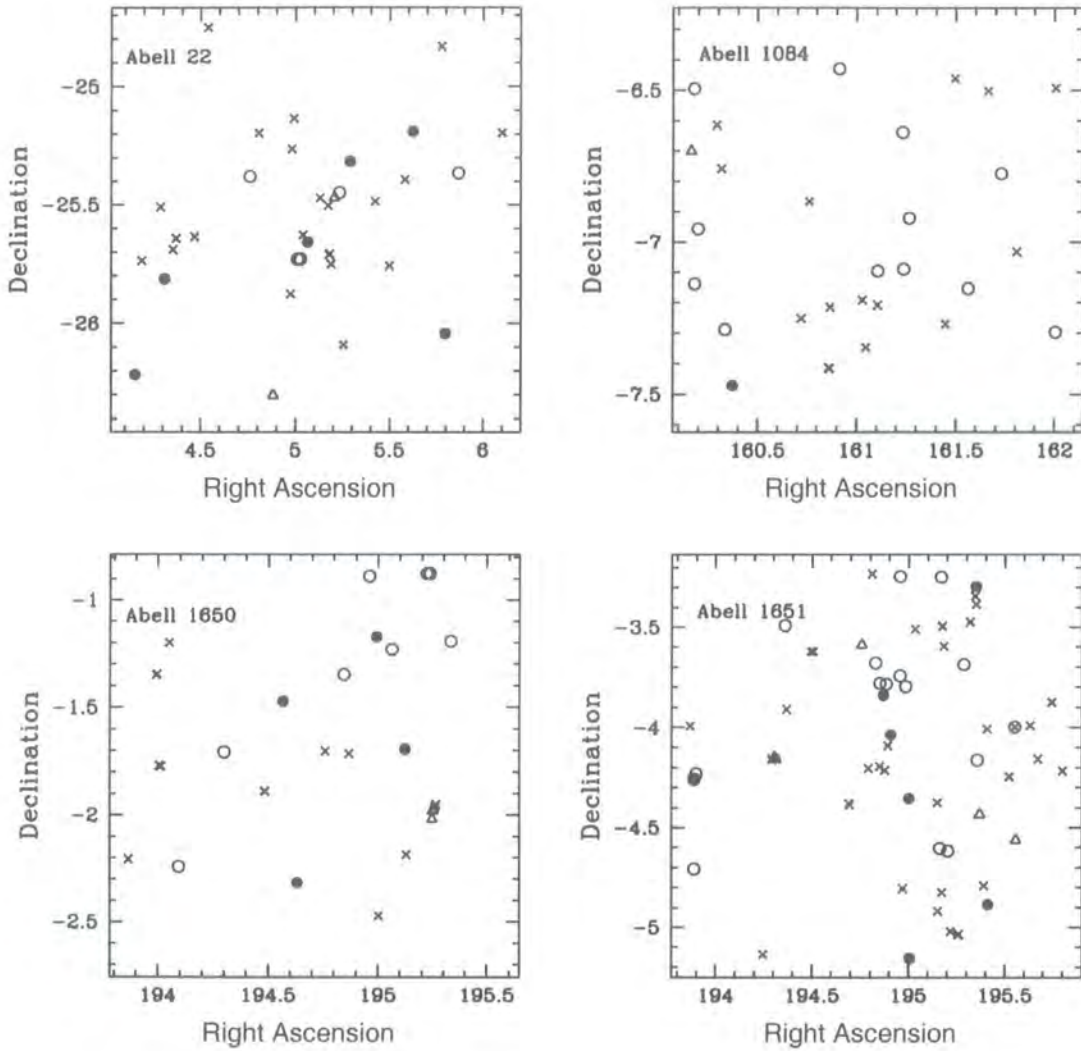 Abell 22
Declination
-25
-25.5
-26
4.5
5
5.5
6
Right Ascension
Abell 1084
Declination
-6.5
-7
-7.5
160.5
161
161.5
162
Right Ascension
Abell 1650
Declination
-1
-1.5
-2
-2.5
194
194.5
195
195.5
Right Ascension
Abell 1651
Declination
-3.5
-4
-4.5
-5
194
194.5
195
195.5
Right Ascension